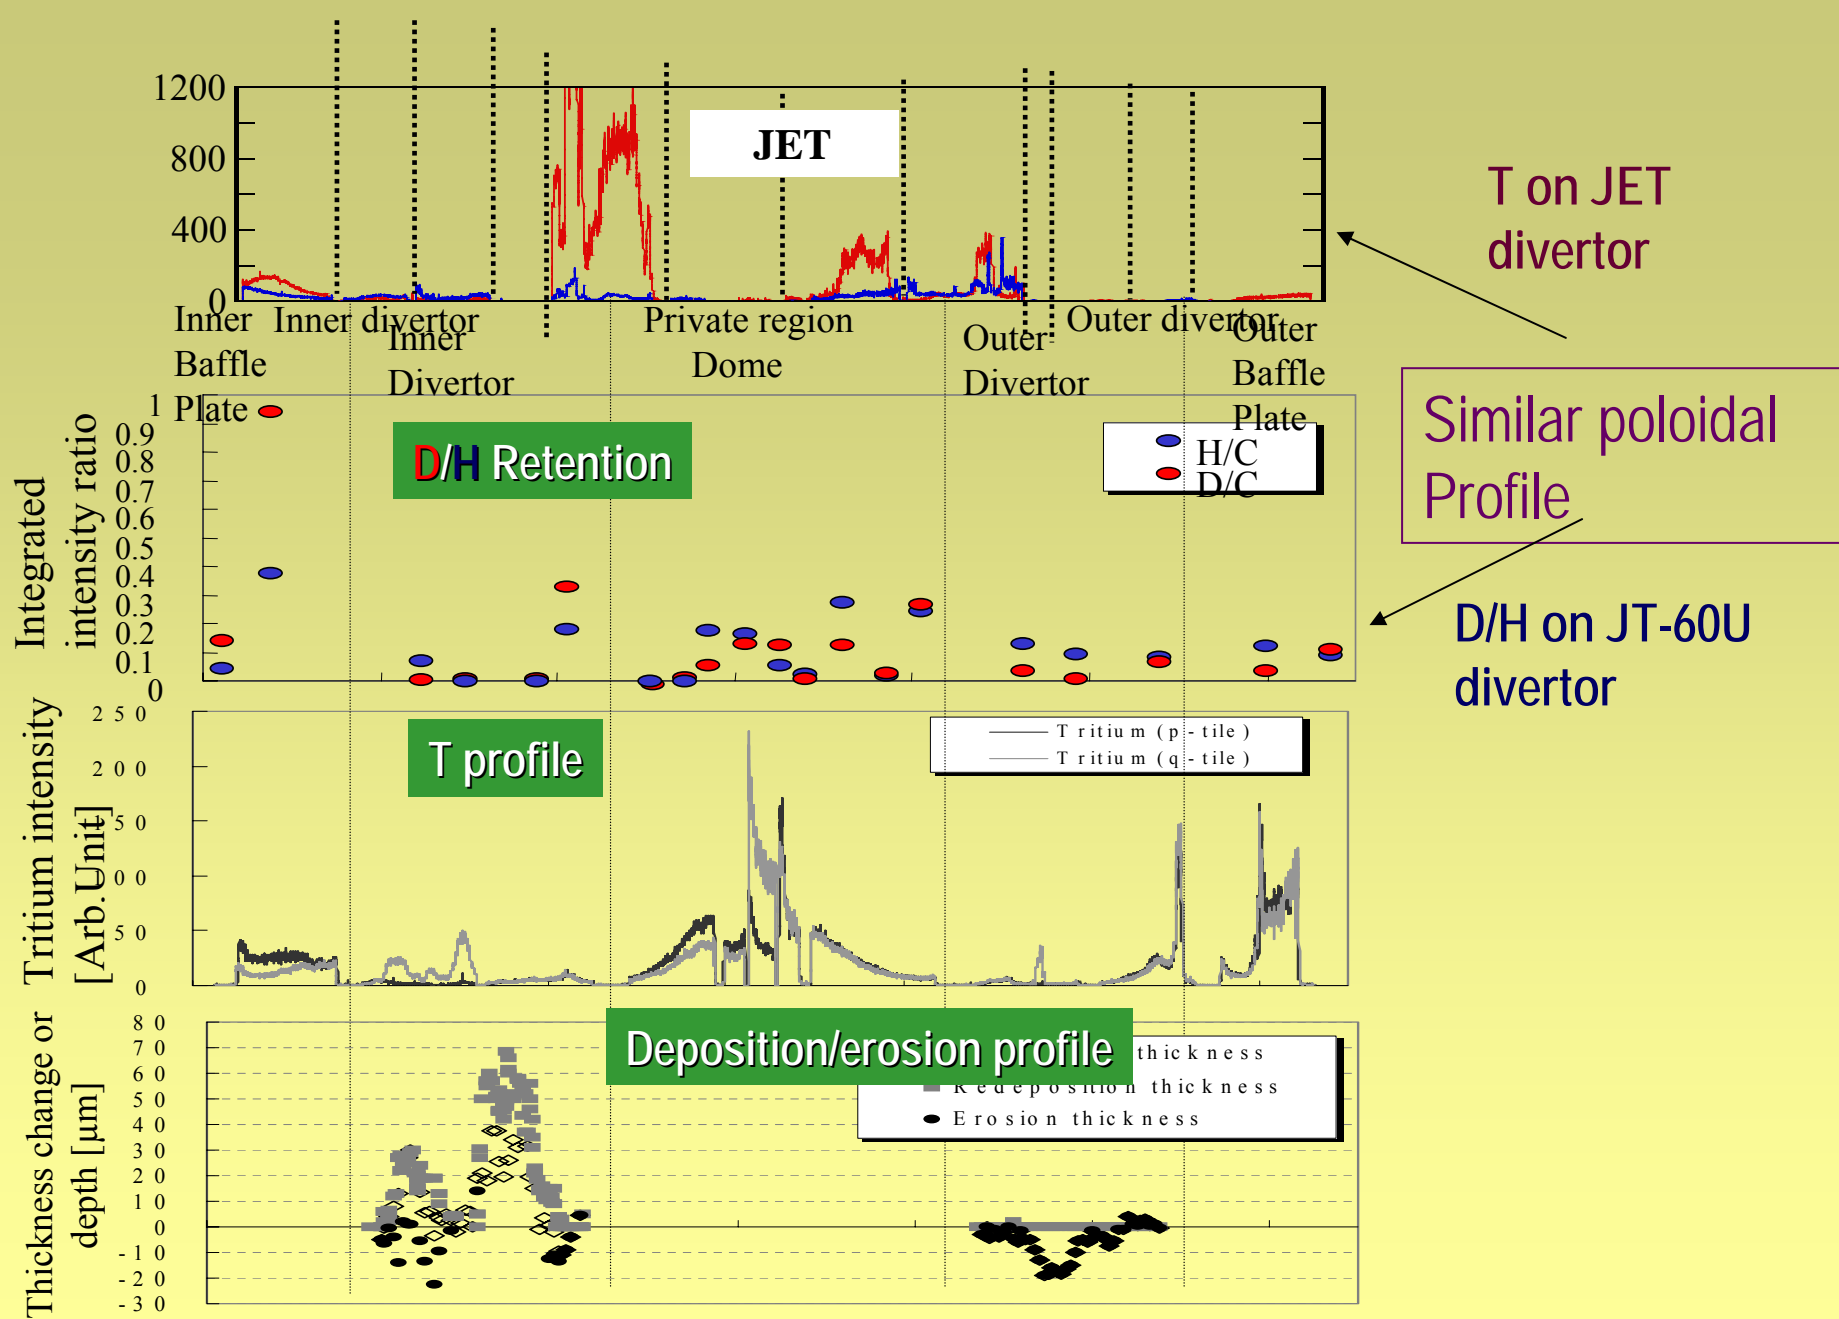 1200
800
400
0
JET
T on JET
divertor
Inner
Baffle
Plate
Inner divertor
Inner
Divertor
Private region
Dome
Outer
Divertor
Outer divertor
Outer
Baffle
Plate
Similar poloidal
Profile
D/H on JT-60U
divertor
Integrated
intensity ratio
1
0.9
0.8
0.7
0.6
0.5
0.4
0.3
0.2
0.1
0
D/H Retention
H/C
D/C
Tritium intensity
[Arb.Unit]
250
200
50
00
50
0
T profile
Tritium (p-tile)
Tritium (q-tile)
Thickness change or
depth [µm]
80
70
60
50
40
30
20
10
0
-10
-20
-30
Deposition/erosion profile
thickness
Redeposition thickness
Erosion thickness